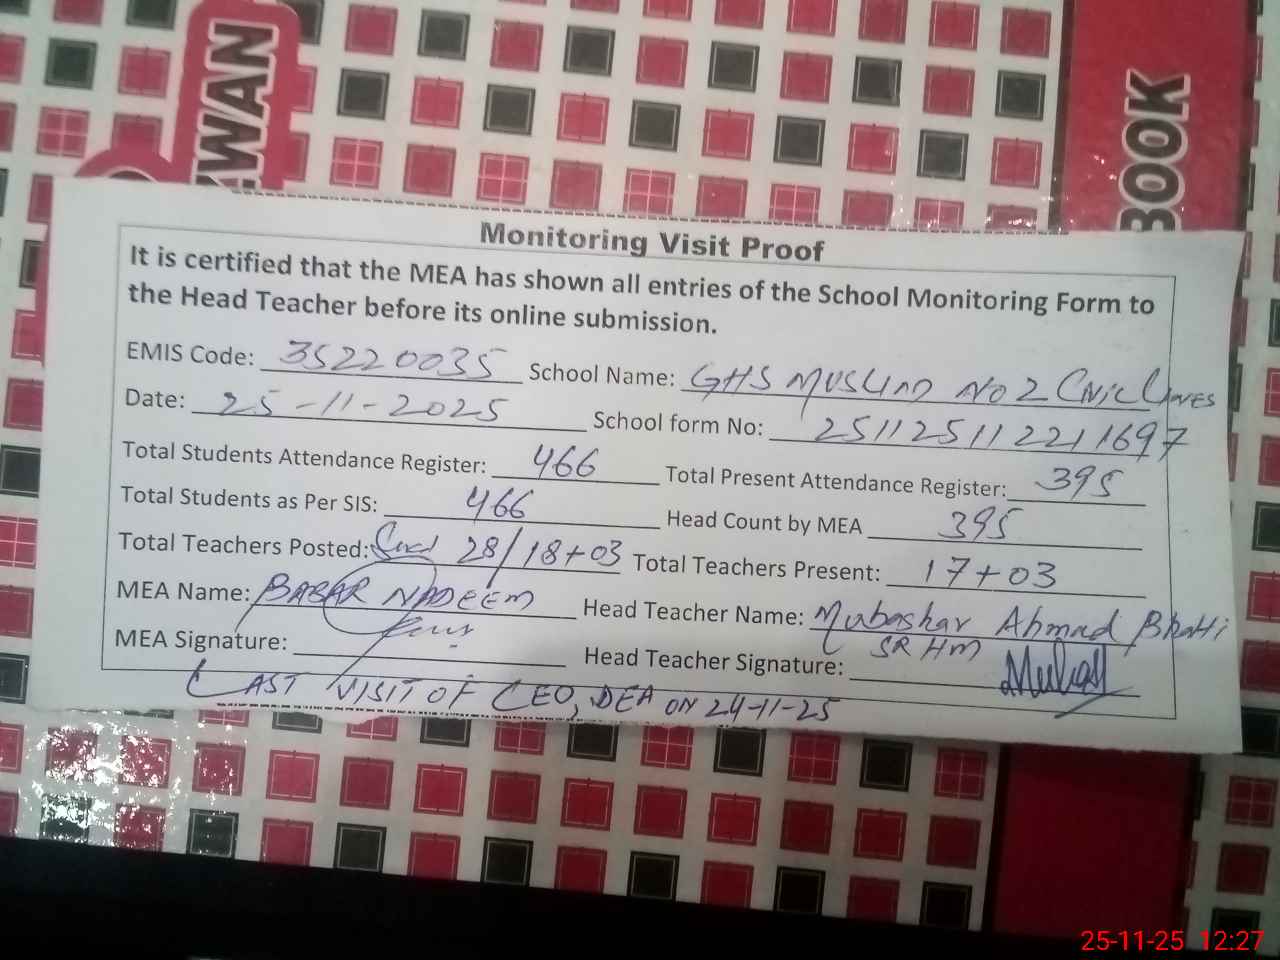 AWAN
BOOK
Monitoring Visit Proof
It is certified that the MEA has shown all entries of the School Monitoring Form to
the Head Teacher before its online submission.
EMIS Code: 35220035 School Name: GHS MUSLIM NO 2 CIVIL LINES
Date: 25-11-2025 School form No: 251125112211697
Total Students Attendance Register: 466 Total Present Attendance Register: 395
Total Students as Per SIS: 466 Head Count by MEA 395
Total Teachers Posted: 28/18+03 Total Teachers Present: 17+03
MEA Name: BABAR NADEEM Head Teacher Name: Mubashar Ahmad Bhatti
SR HM
MEA Signature: Head Teacher Signature:
LAST VISIT OF CEO, DEA ON 24-11-25
25-11-25 12:27